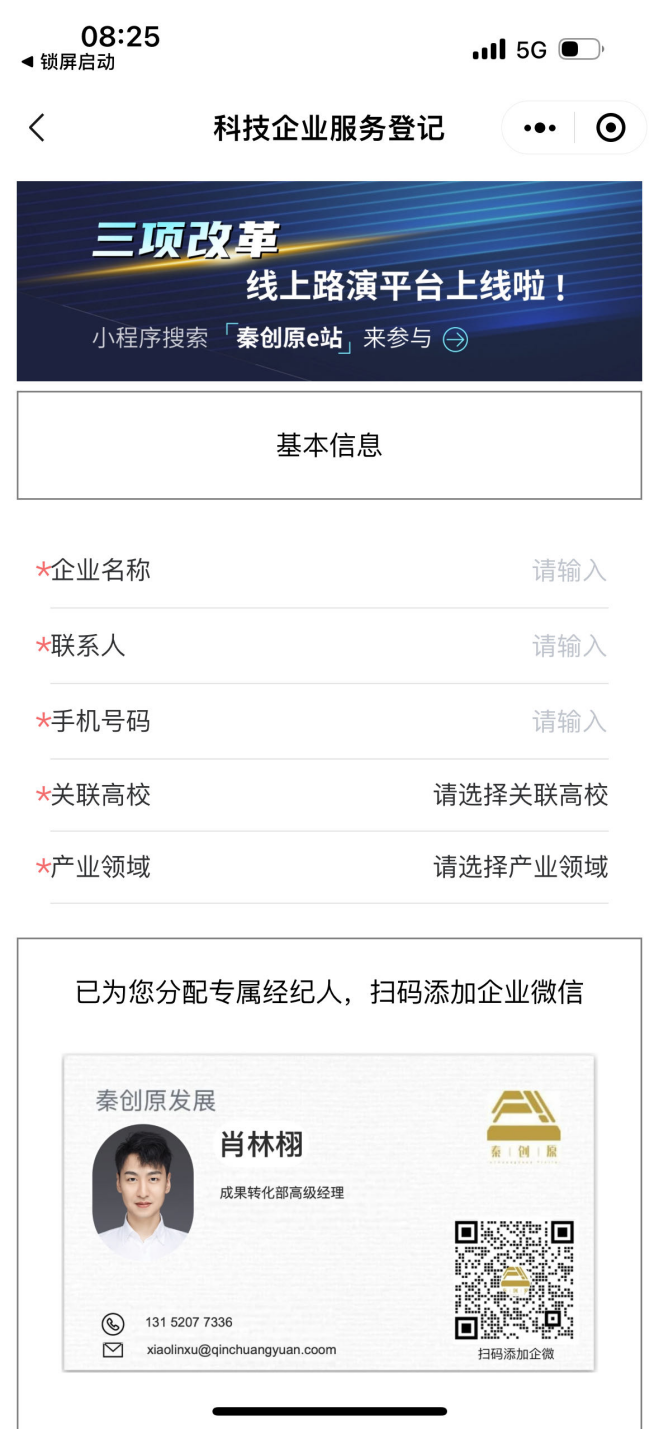 08:25
5G
◀ 锁屏启动
科技企业服务登记
三项改革
线上路演平台上线啦！
小程序搜索「秦创原e站」来参与
基本信息
*企业名称 请输入
*联系人 请输入
*手机号码 请输入
*关联高校 请选择关联高校
*产业领域 请选择产业领域
已为您分配专属经纪人，扫码添加企业微信
秦创原发展
肖林栩
成果转化部高级经理
秦|创|原
131 5207 7336
xiaolinxu@qinchuangyuan.coom
扫码添加企微